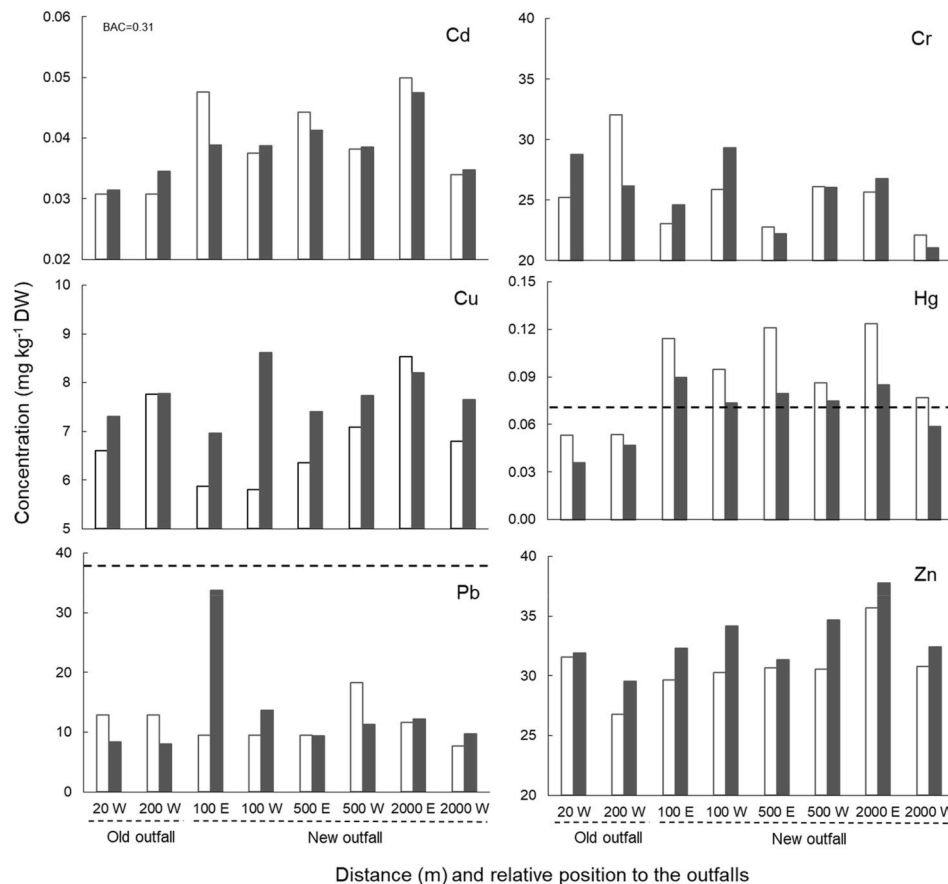 0.06
BAC=0.31
Cd
0.05
0.04
0.03
0.02
40
Cr
35
30
25
20
10
Cu
9
8
7
6
5
0.15
Hg
0.12
0.09
0.06
0.03
0.00
Concentration (mg kg⁻¹ DW)
40
Pb
30
20
10
0
40
Zn
35
30
25
20
20 W 200 W 100 E 100 W 500 E 500 W 2000 E 2000 W
Old outfall New outfall
20 W 200 W 100 E 100 W 500 E 500 W 2000 E 2000 W
Old outfall New outfall
Distance (m) and relative position to the outfalls